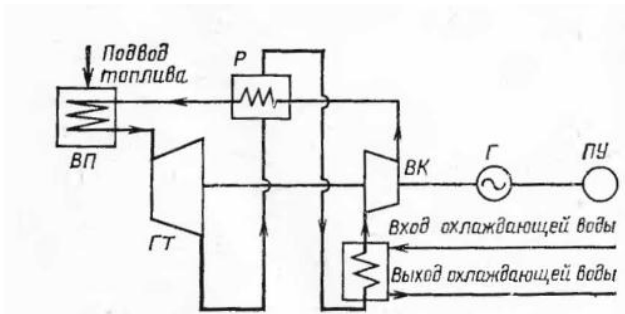 Подвод
топлива
Р
ВП
ГТ
ВК
Г
ПУ
Вход охлаждающей воды
Выход охлаждающей воды